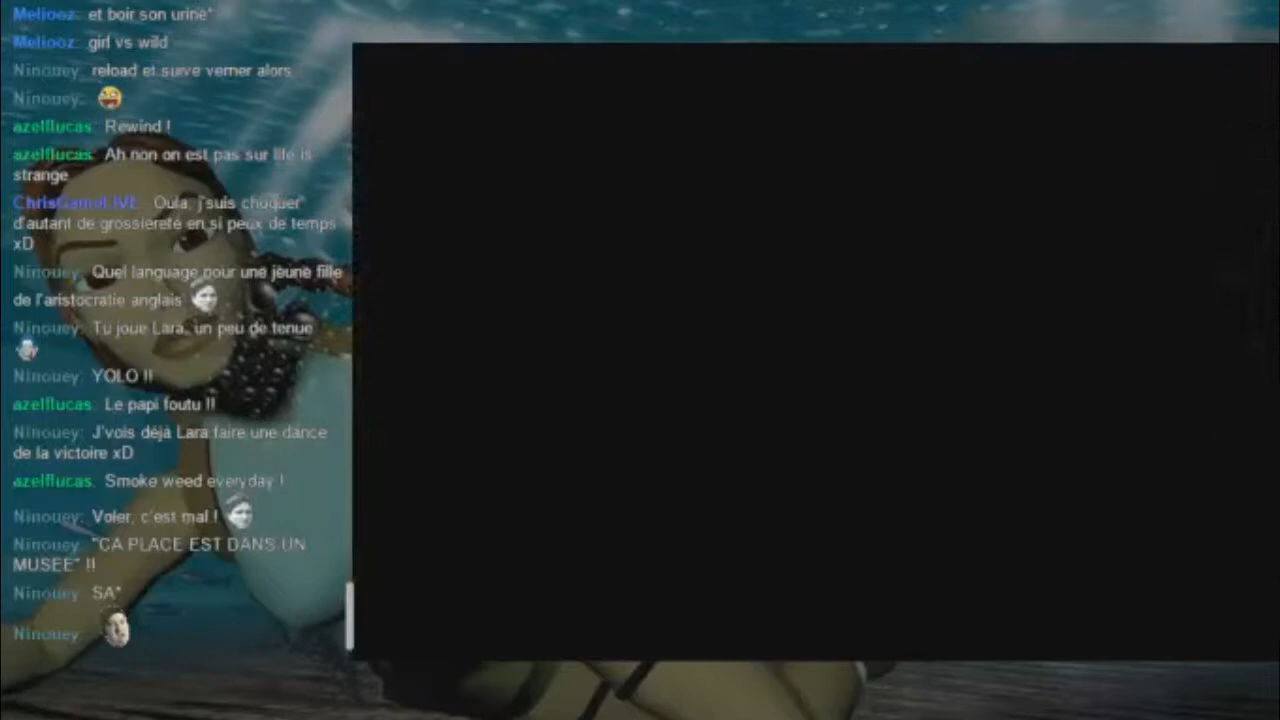 Meliooz: et boir son urine*
Meliooz: girl vs wild
Ninouey: reload et suive verner alors
Ninouey:
azelflucas: Rewind !
azelflucas: Ah non on est pas sur life is
strange
ChrisGameLIVE: Oula, j'suis choquer
d'autant de grossiereté en si peux de temps
xD
Ninouey: Quel language pour une jeune fille
de l'aristocratie anglais
Ninouey: Tu joue Lara, un peu de tenue
Ninouey: YOLO !!
azelflucas: Le papi foutu !!
Ninouey: J'vois déjà Lara faire une dance
de la victoire xD
azelflucas: Smoke weed everyday !
Ninouey: Voler, c'est mal !
Ninouey: "CA PLACE EST DANS UN
MUSEE" !!
Ninouey: SA*
Ninouey: